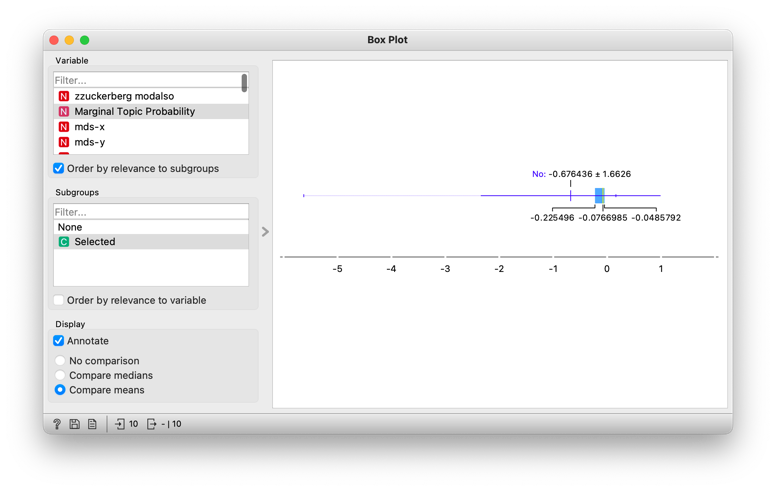 Box Plot
Variable
Filter...
N zzuckerberg modalso
N Marginal Topic Probability
N mds-x
N mds-y
Order by relevance to subgroups
Subgroups
Filter...
None
C Selected
Order by relevance to variable
Display
Annotate
No comparison
Compare medians
Compare means
? 10 - | 10
No: -0.676436 ± 1.6626
-0.225496 -0.0766985 -0.0485792
-5 -4 -3 -2 -1 0 1